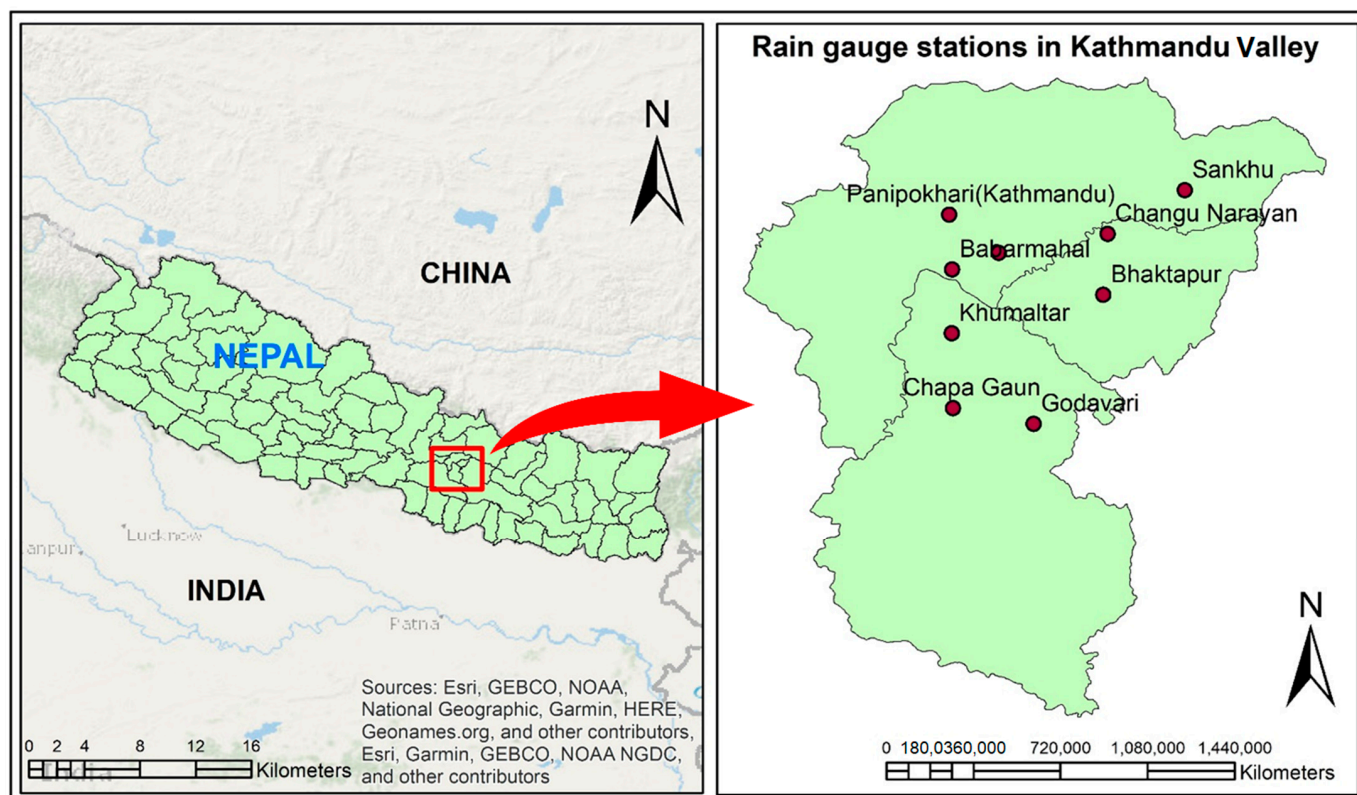 N
CHINA
NEPAL
Lucknow
anpur
INDIA
Patna
Sources: Esri, GEBCO, NOAA,
National Geographic, Garmin, HERE,
Geonames.org, and other contributors,
Esri, Garmin, GEBCO, NOAA NGDC,
and other contributors
0 2 4 8 12 16
Kilometers
India
Rain gauge stations in Kathmandu Valley
Sankhu
Panipokhari(Kathmandu)
Changu Narayan
Babarmahal
Bhaktapur
Khumaltar
Chapa Gaun
Godavari
N
0 180,0360,000 720,000 1,080,000 1,440,000
Kilometers